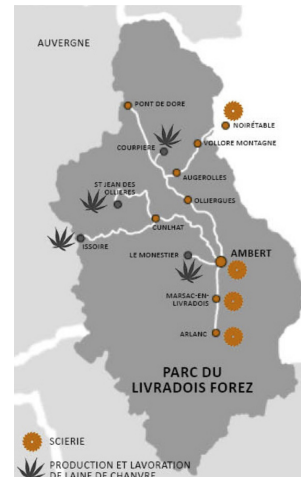 AUVERGNE
PONT DE DORE
NOIRÉTABLE
COURPIERE
VOLLORE MONTAGNE
AUGEROLLES
ST JEAN DES
OLLIERES
OLLIERGUES
CUNLHAT
ISSOIRE
LE MONESTIER
AMBERT
MARSAC-EN-
LIVRADOIS
ARLANC
PARC DU
LIVRADOIS FOREZ
SCIERIE
PRODUCTION ET LAVORATION
DE LAINE DE CHANVRE